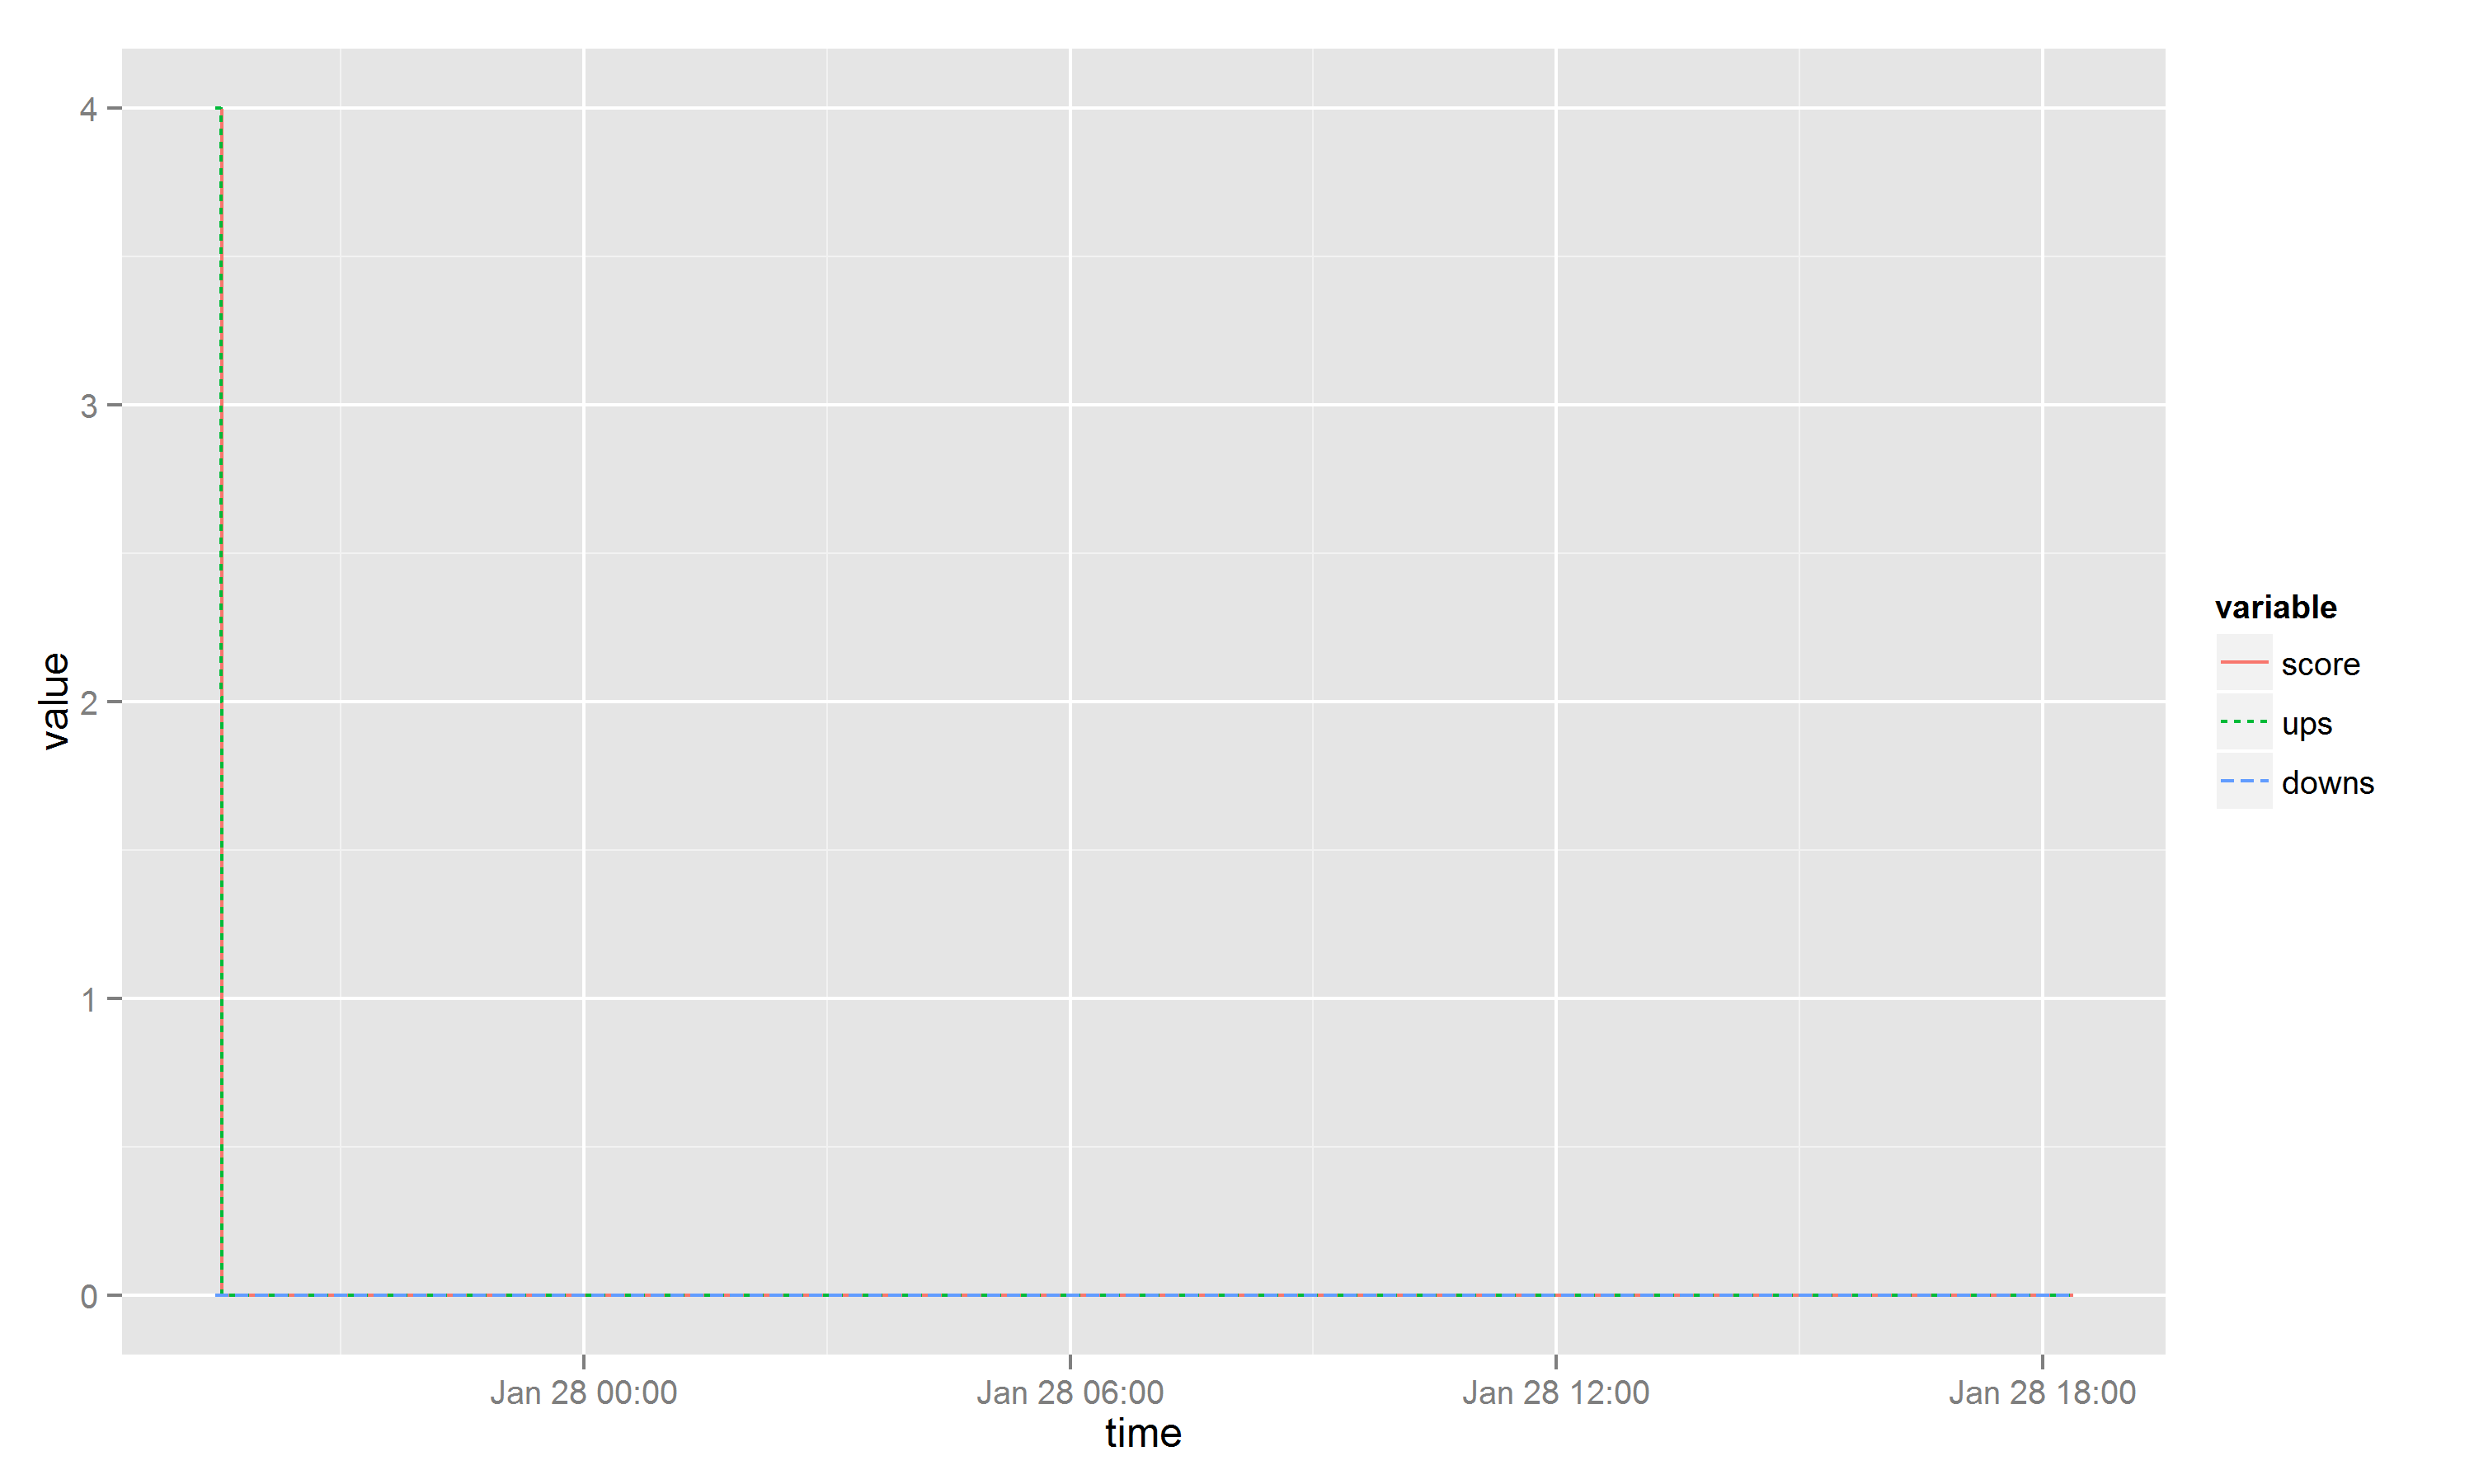 4
3
2
1
0
value
Jan 28 00:00
Jan 28 06:00
Jan 28 12:00
Jan 28 18:00
time
variable
score
ups
downs